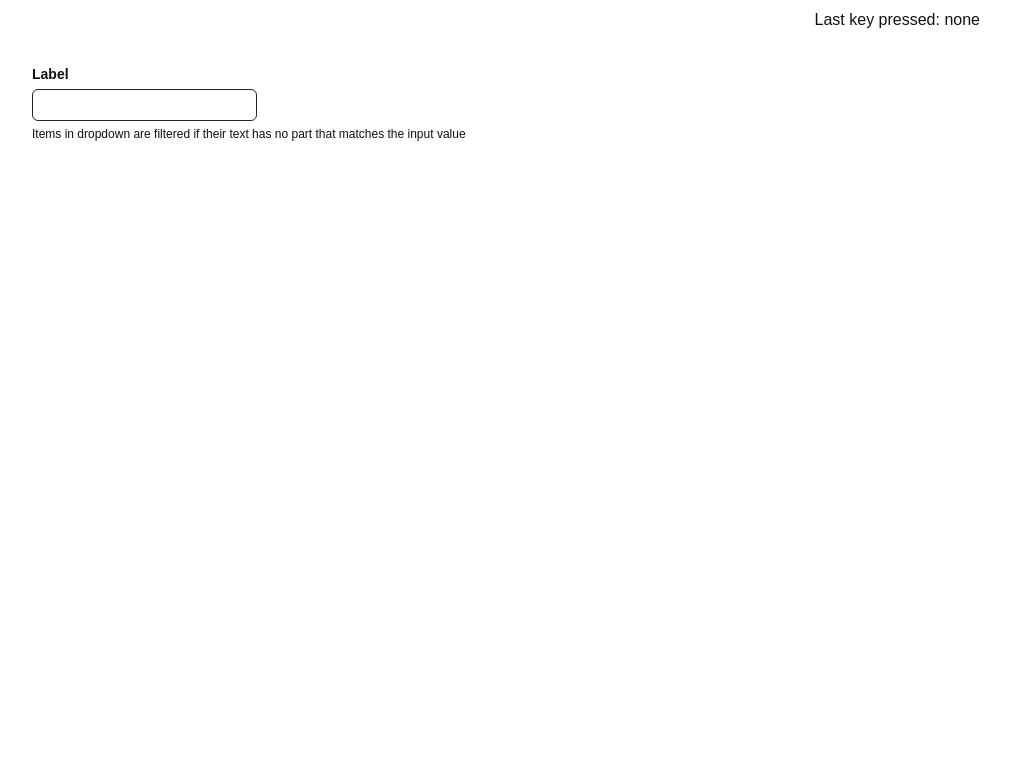 Last key pressed: none
Label
Items in dropdown are filtered if their text has no part that matches the input value